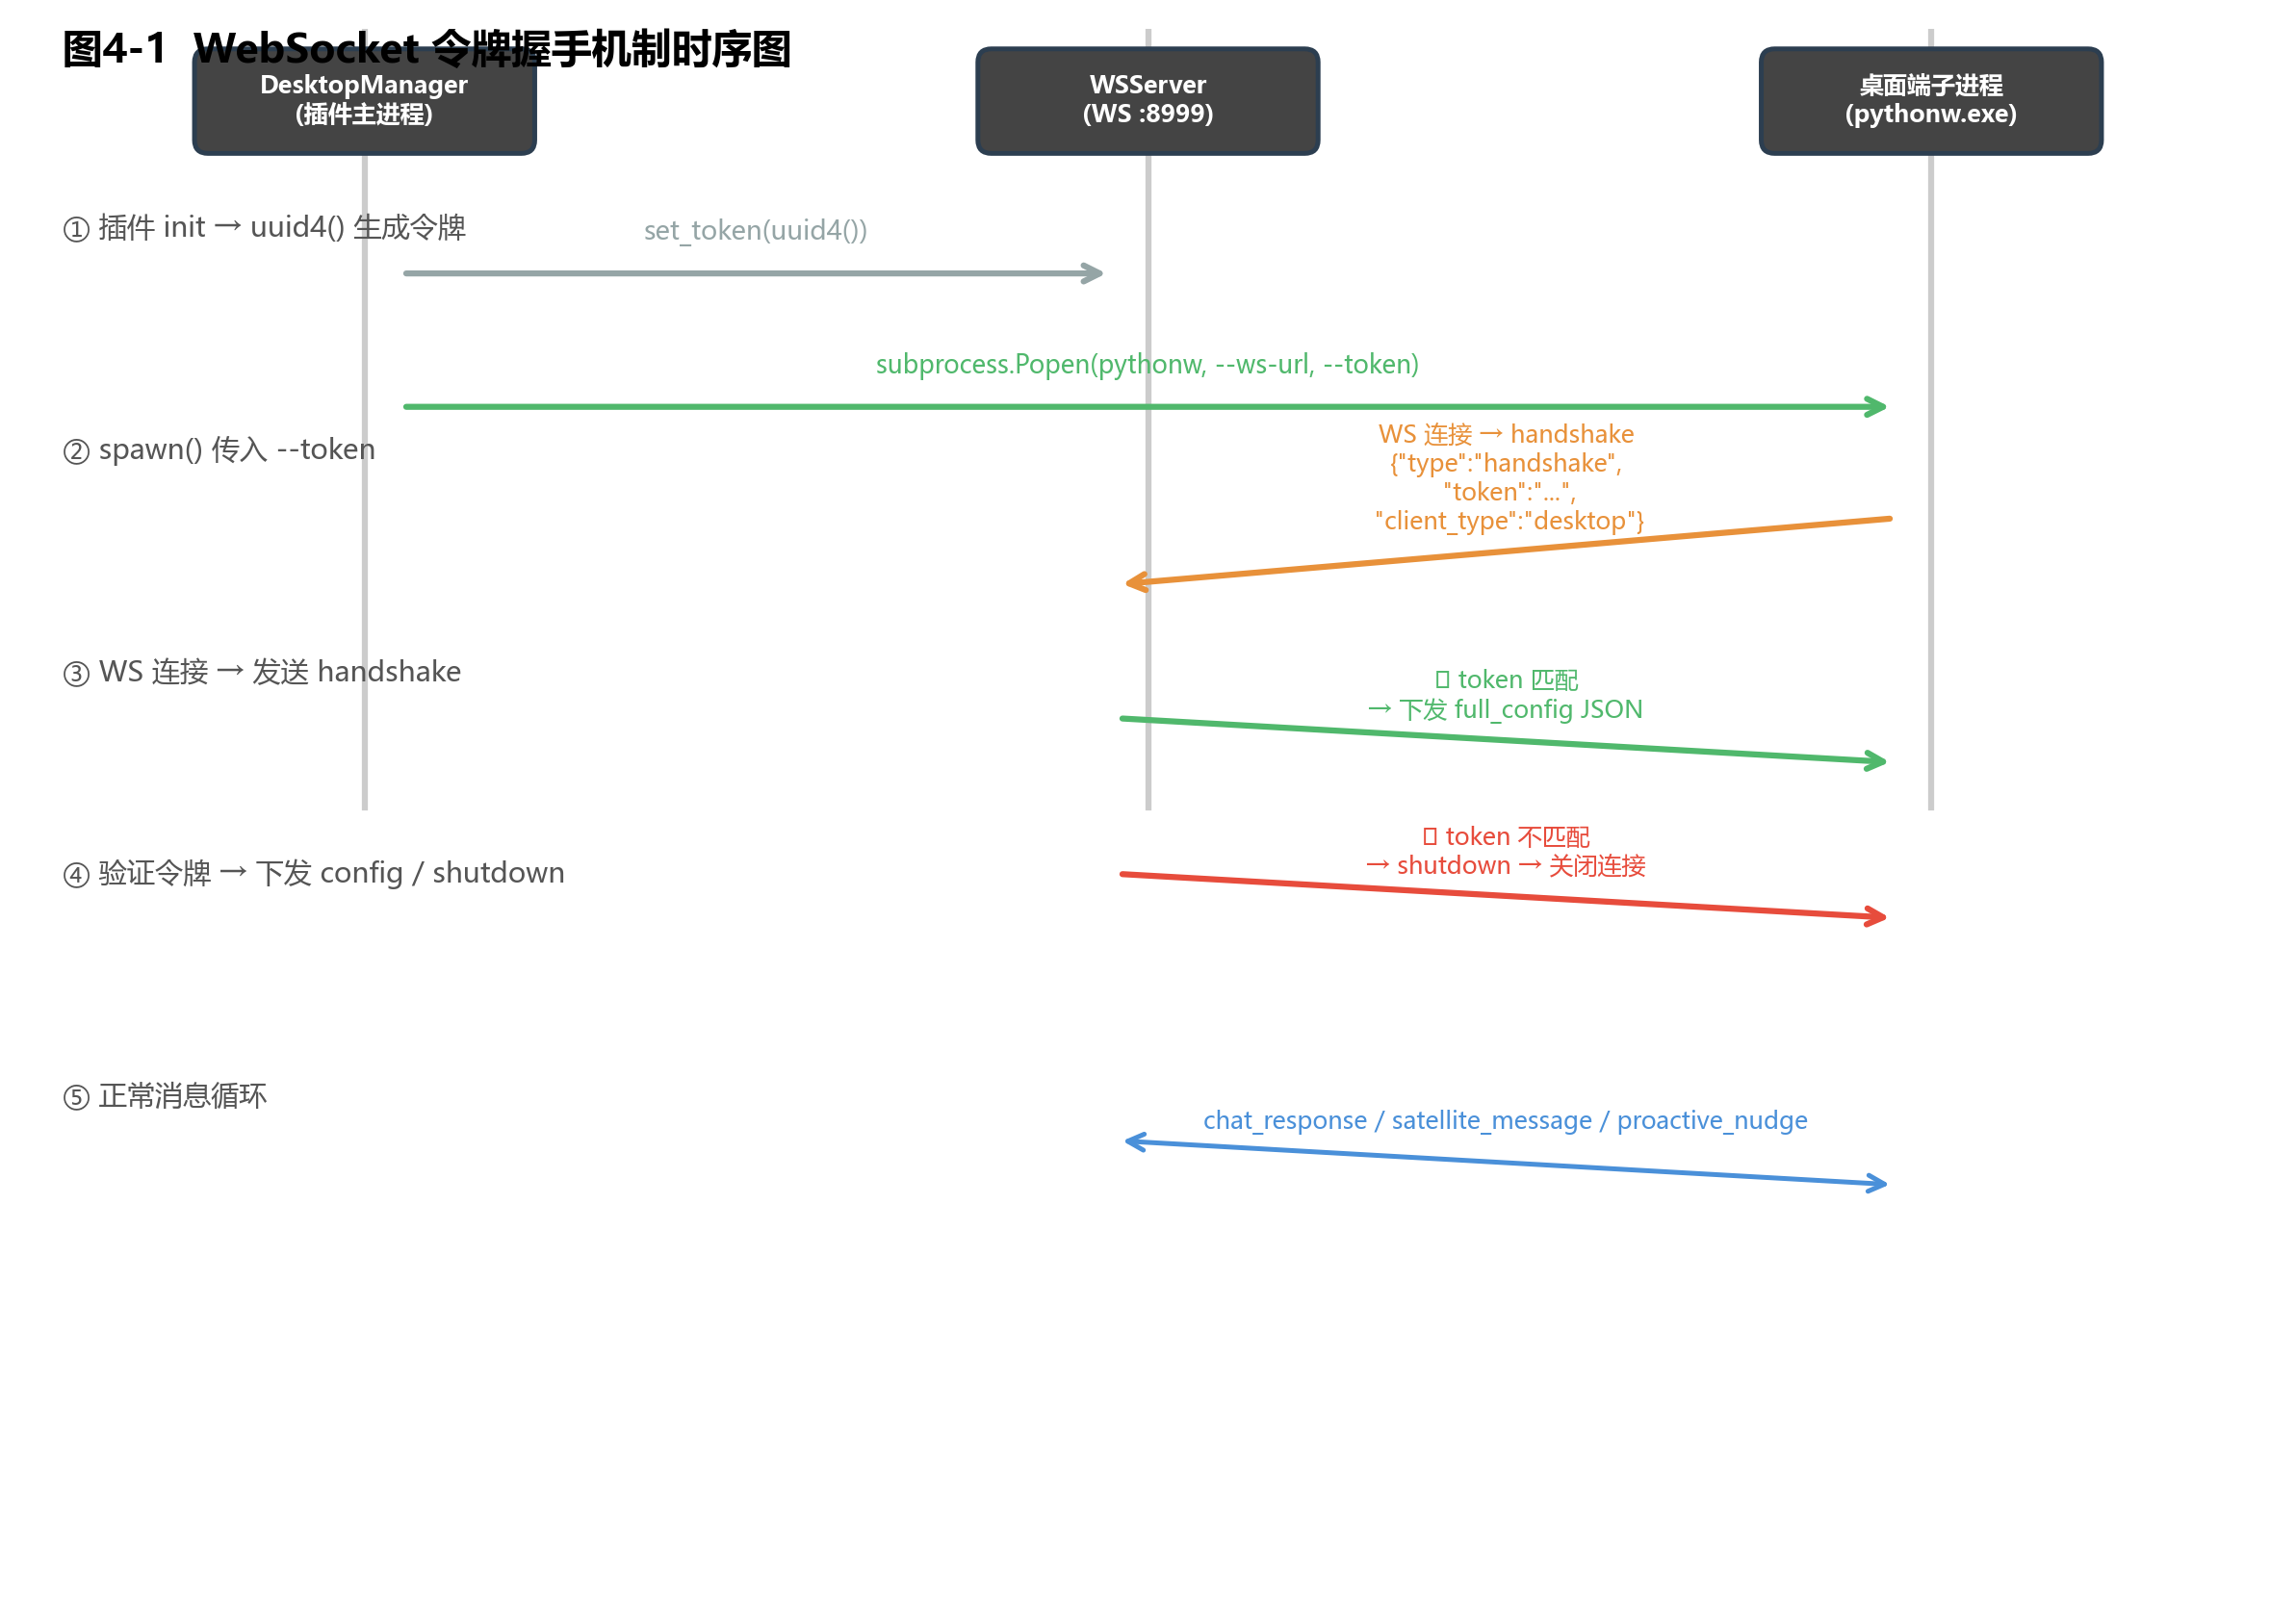 图4-1 WebSocket 令牌握手机制时序图
DesktopManager
(插件主进程)
WSServer
(WS :8999)
桌面端子进程
(pythonw.exe)
① 插件 init → uuid4() 生成令牌
set_token(uuid4())
subprocess.Popen(pythonw, --ws-url, --token)
② spawn() 传入 --token
WS 连接 → handshake
{"type":"handshake",
"token":"...",
"client_type":"desktop"}
③ WS 连接 → 发送 handshake
▯ token 匹配
→ 下发 full_config JSON
▯ token 不匹配
→ shutdown → 关闭连接
④ 验证令牌 → 下发 config / shutdown
⑤ 正常消息循环
chat_response / satellite_message / proactive_nudge